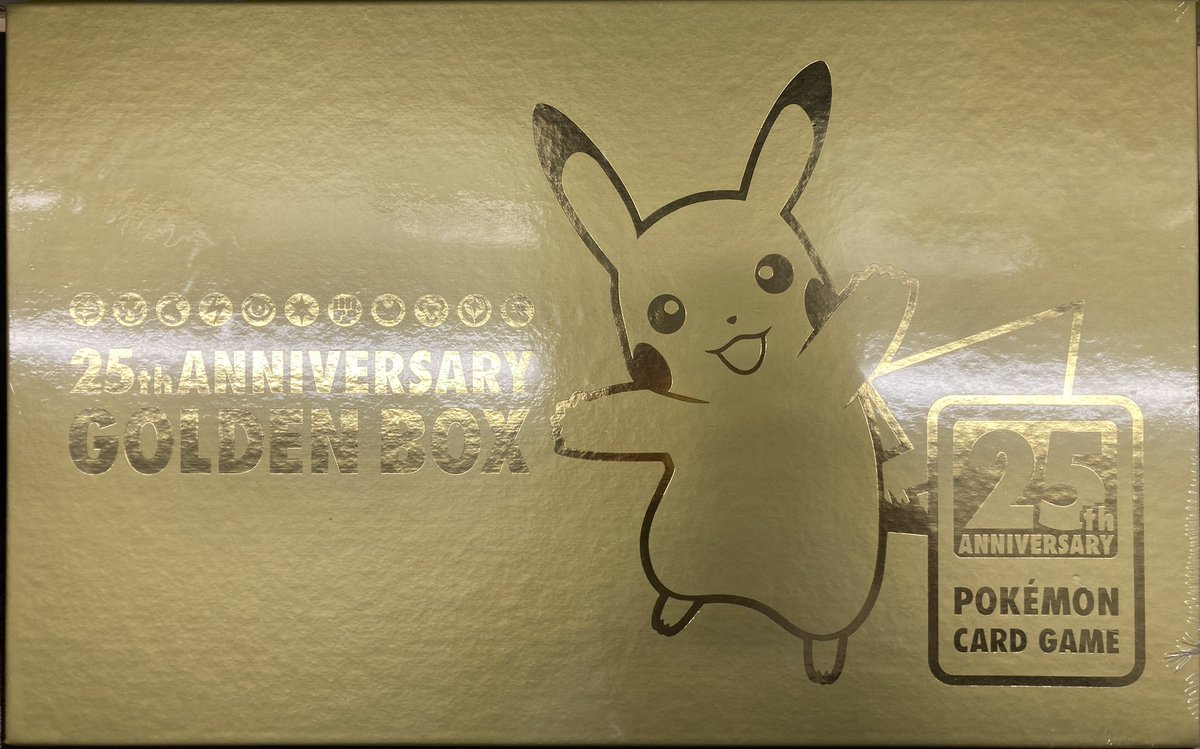 25th ANNIVERSARY
GOLDEN BOX
25th
ANNIVERSARY
POKÉMON
CARD GAME